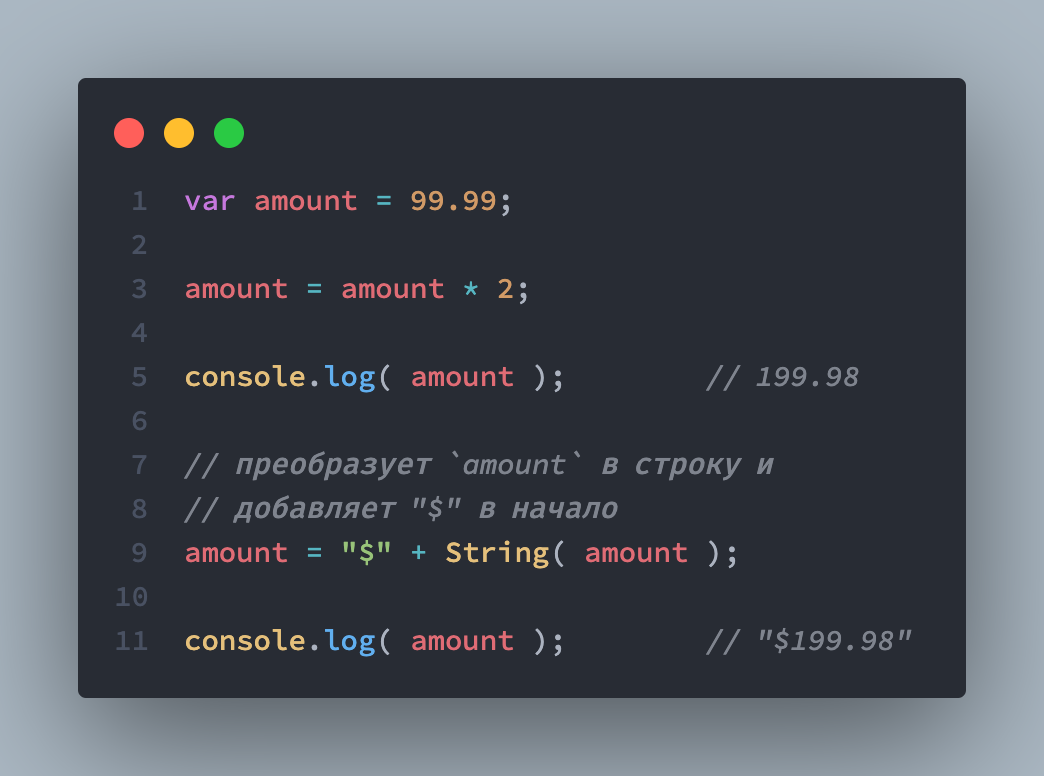 1 var amount = 99.99;
2
3 amount = amount * 2;
4
5 console.log( amount );        // 199.98
6
7 // преобразует `amount` в строку и
8 // добавляет "$" в начало
9 amount = "$" + String( amount );
10
11 console.log( amount );        // "$199.98"